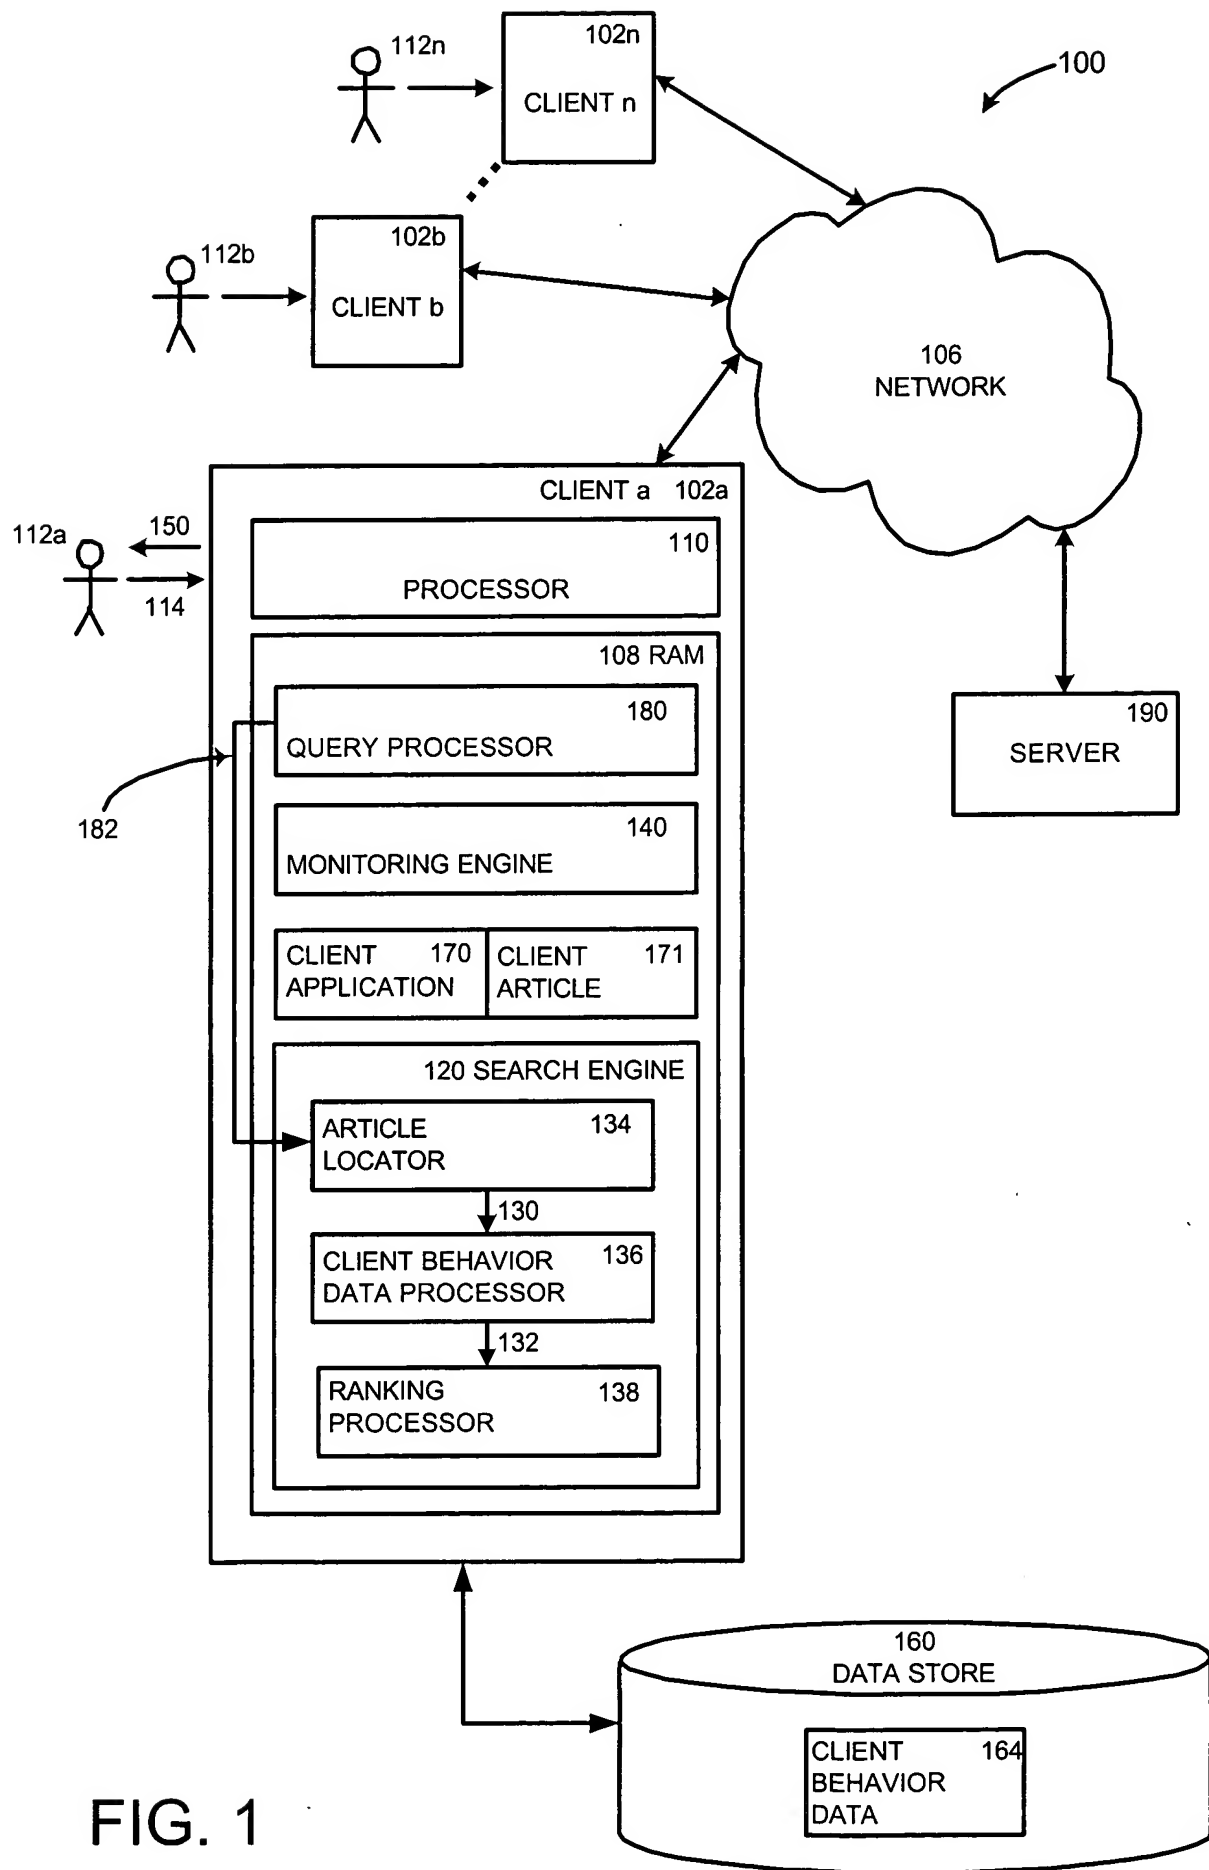 112n
102n
CLIENT n
100
112b
102b
CLIENT b
106
NETWORK
CLIENT a 102a
112a
150
114
110
PROCESSOR
108 RAM
180
QUERY PROCESSOR
182
190
SERVER
140
MONITORING ENGINE
CLIENT 170
APPLICATION
CLIENT 171
ARTICLE
120 SEARCH ENGINE
ARTICLE 134
LOCATOR
130
CLIENT BEHAVIOR 136
DATA PROCESSOR
132
RANKING 138
PROCESSOR
160
DATA STORE
CLIENT 164
BEHAVIOR
DATA
FIG. 1